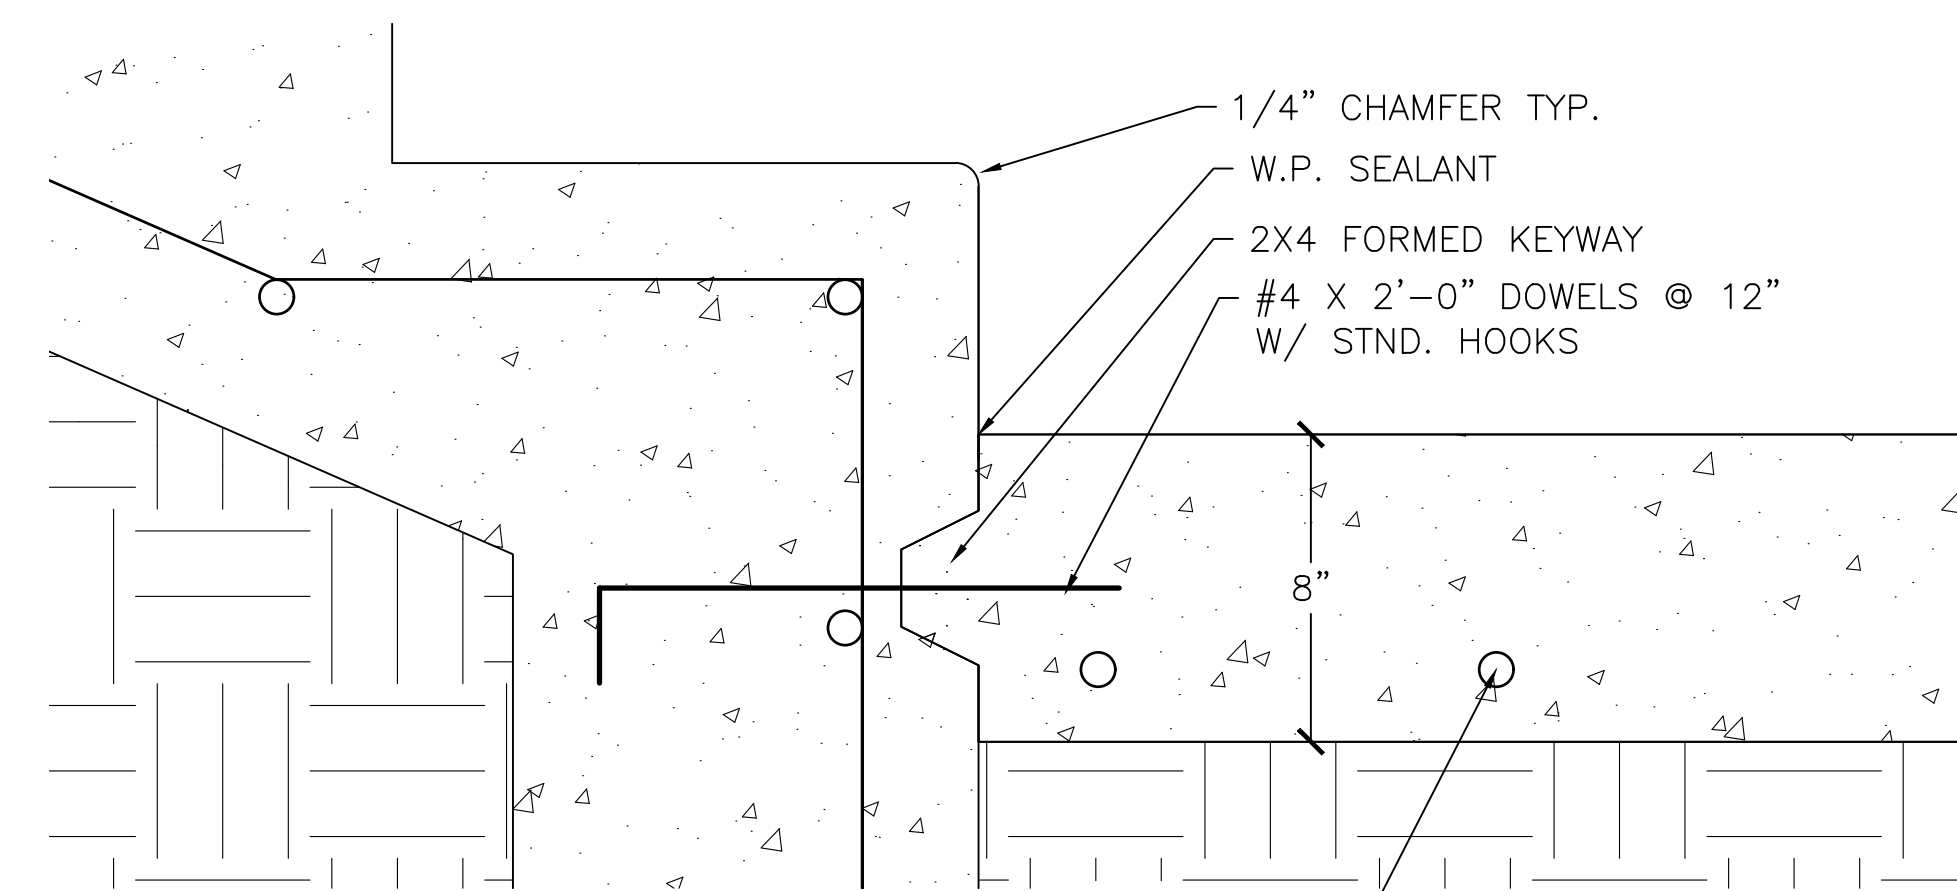 1/4” CHAMFER TYP.
W.P. SEALANT
2X4 FORMED KEYWAY
#4 X 2’-0” DOWELS @ 12”
W/ STND. HOOKS
8”